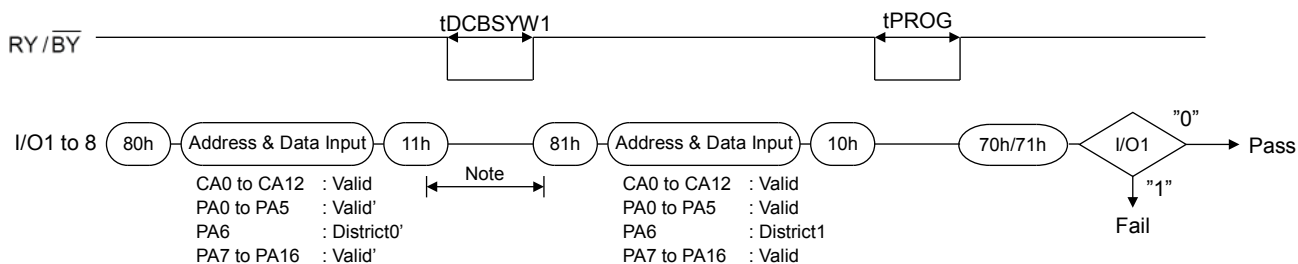 tDCBSYW1
tPROG
RY/BY
I/O1 to 8
80h
Address & Data Input
11h
81h
Address & Data Input
10h
70h/71h
I/O1
"0"
Pass
"1"
Fail
Note
CA0 to CA12 : Valid
PA0 to PA5 : Valid'
PA6 : District0'
PA7 to PA16 : Valid'
CA0 to CA12 : Valid
PA0 to PA5 : Valid
PA6 : District1
PA7 to PA16 : Valid